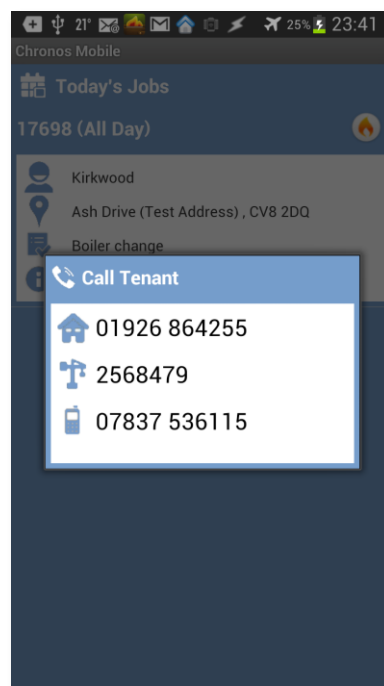 21° 25% 23:41
Chronos Mobile
Today's Jobs
17698 (All Day)
Kirkwood
Ash Drive (Test Address) , CV8 2DQ
Boiler change
Call Tenant
01926 864255
2568479
07837 536115